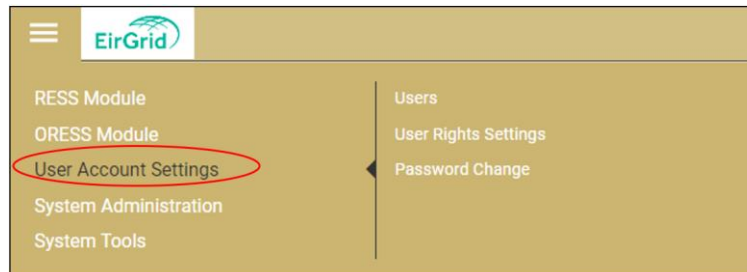 EirGrid
RESS Module
ORESS Module
User Account Settings
System Administration
System Tools
Users
User Rights Settings
Password Change